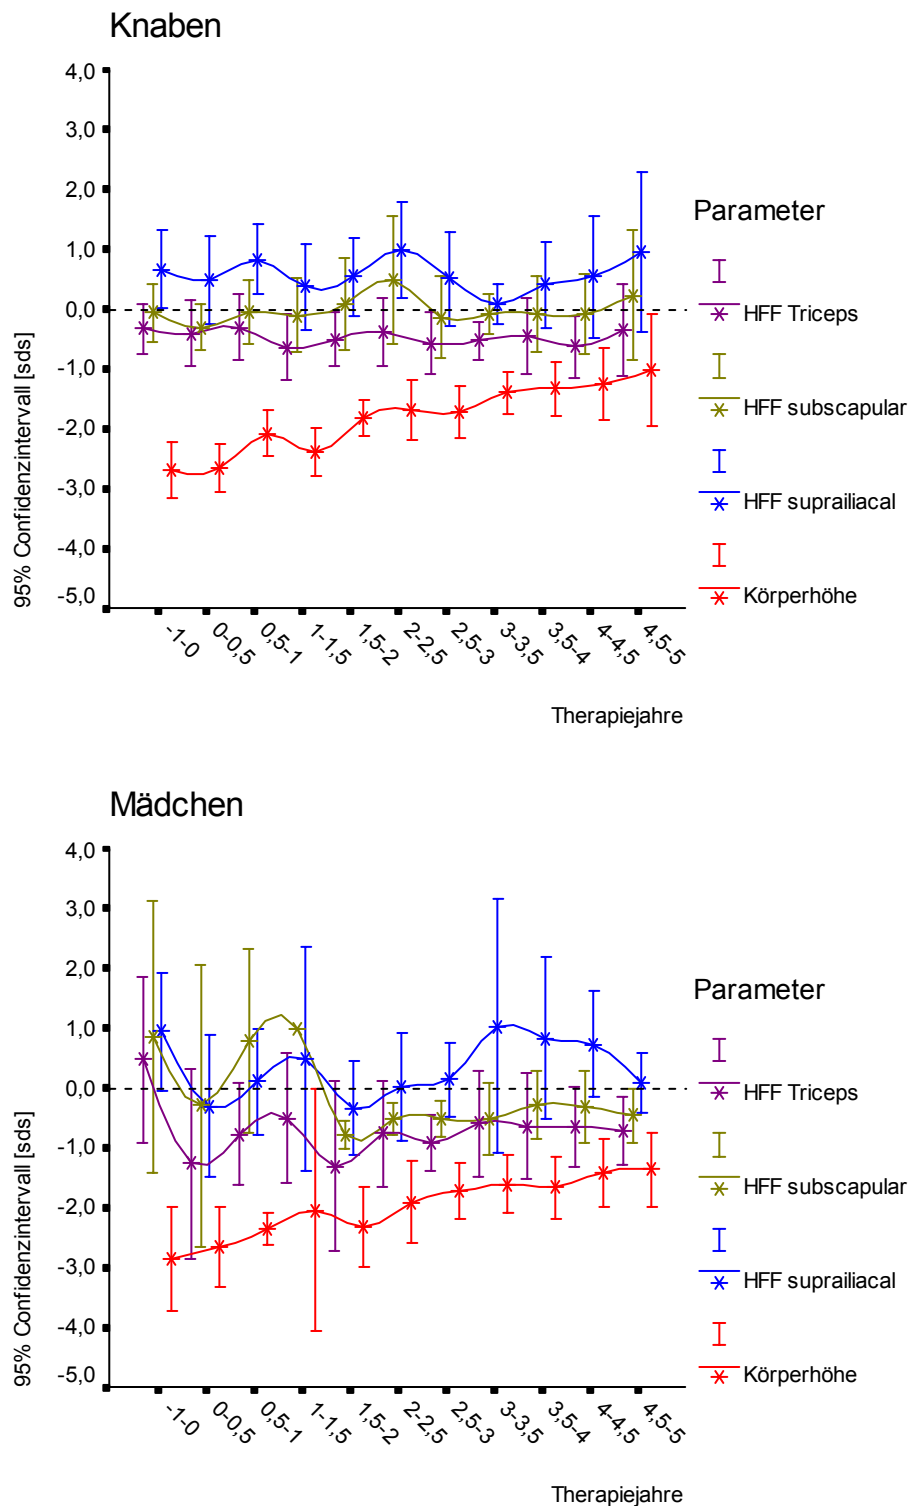 Knaben
95% Confidenzintervall [sds]
4,0
3,0
2,0
1,0
0,0
-1,0
-2,0
-3,0
-4,0
-5,0
-1-0
0-0,5
0,5-1
1-1,5
1,5-2
2-2,5
2,5-3
3-3,5
3,5-4
4-4,5
4,5-5
Therapiejahre
Parameter
HFF Triceps
HFF subscapular
HFF suprailiacal
Körperhöhe
Mädchen
95% Confidenzintervall [sds]
4,0
3,0
2,0
1,0
0,0
-1,0
-2,0
-3,0
-4,0
-5,0
-1-0
0-0,5
0,5-1
1-1,5
1,5-2
2-2,5
2,5-3
3-3,5
3,5-4
4-4,5
4,5-5
Therapiejahre
Parameter
HFF Triceps
HFF subscapular
HFF suprailiacal
Körperhöhe